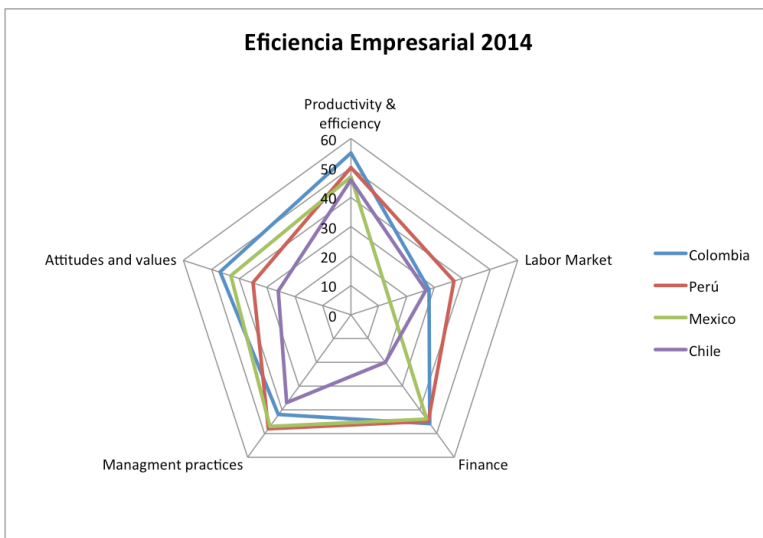 Eficiencia Empresarial 2014
Productivity &
efficiency
60
50
40
30
20
10
0
Attitudes and values
Labor Market
Managment practices
Finance
Colombia
Perú
Mexico
Chile